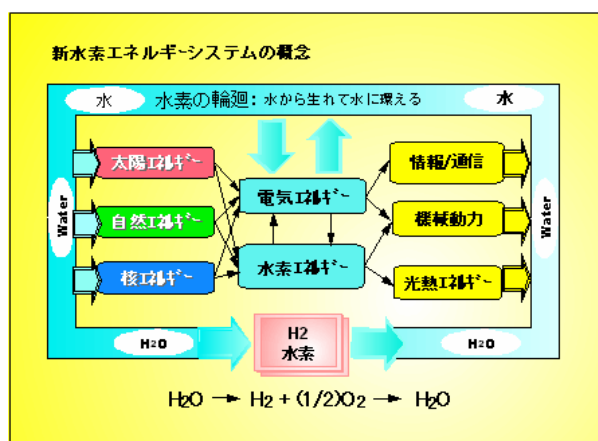 新水素エネルギーシステムの概念
水 水素の輪廻：水から生れて水に環える 水
太陽エネルギー
自然エネルギー
核エネルギー
電気エネルギー
水素エネルギー
情報/通信
機械動力
光熱エネルギー
Water
Water
H2O
H2
水素
H2O
H2O → H2 + (1/2)O2 → H2O